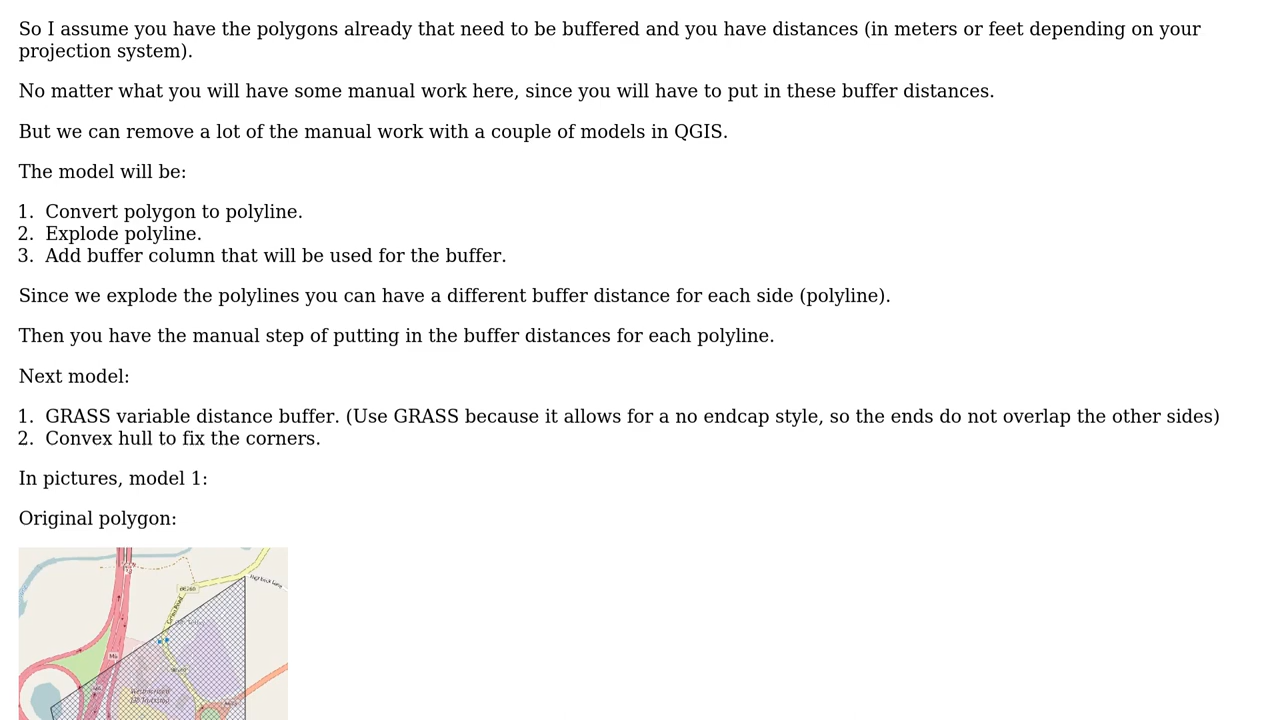 So I assume you have the polygons already that need to be buffered and you have distances (in meters or feet depending on your
projection system).
No matter what you will have some manual work here, since you will have to put in these buffer distances.
But we can remove a lot of the manual work with a couple of models in QGIS.
The model will be:
1. Convert polygon to polyline.
2. Explode polyline.
3. Add buffer column that will be used for the buffer.
Since we explode the polylines you can have a different buffer distance for each side (polyline).
Then you have the manual step of putting in the buffer distances for each polyline.
Next model:
1. GRASS variable distance buffer. (Use GRASS because it allows for a no endcap style, so the ends do not overlap the other sides)
2. Convex hull to fix the corners.
In pictures, model 1:
Original polygon:
M6